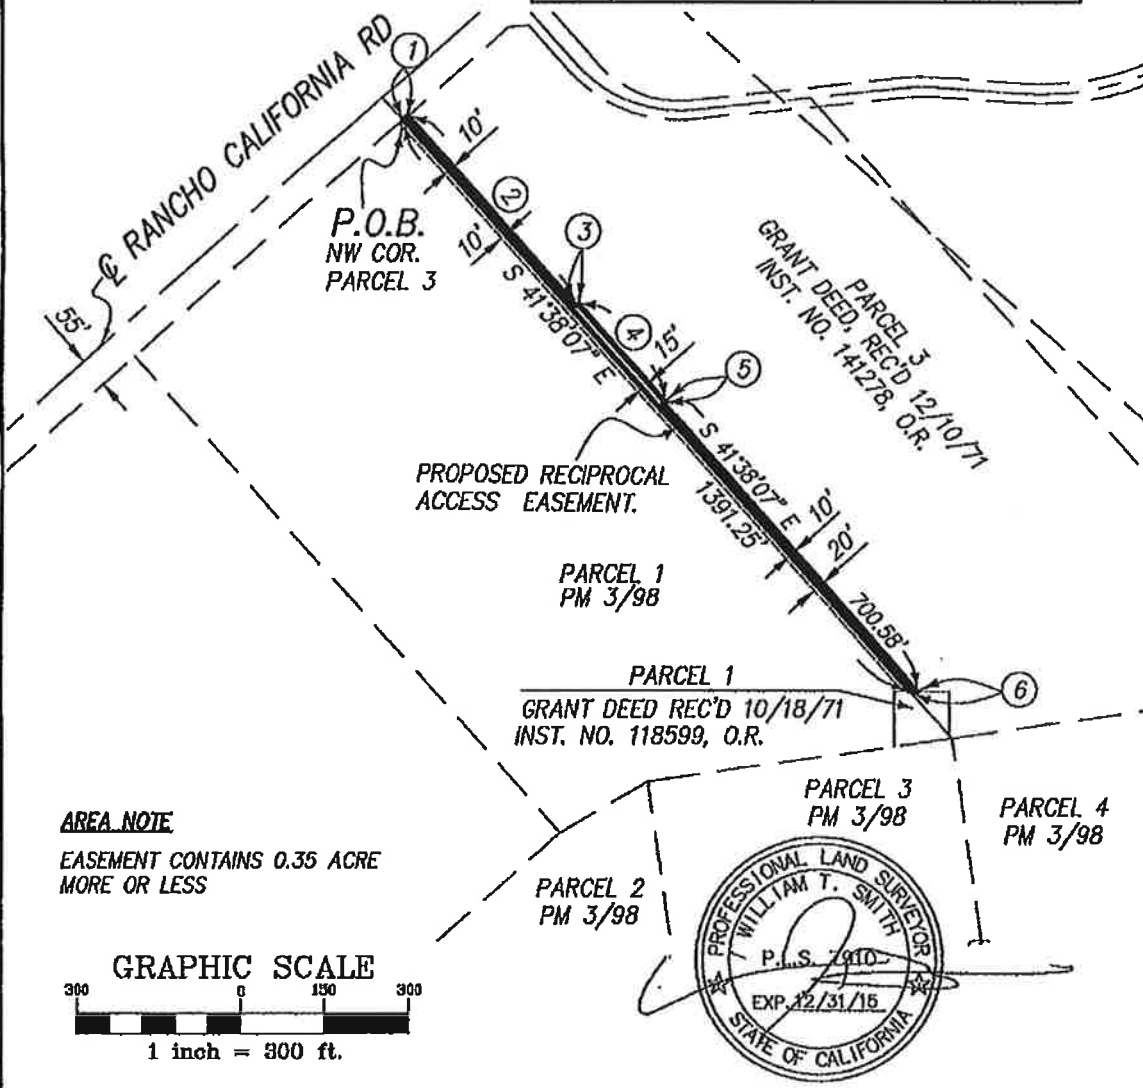 ℄ RANCHO CALIFORNIA RD
55'
1
10'
2
10'
P.O.B.
NW COR.
PARCEL 3
3
S 41°38'07" E
4
15'
5
PARCEL 3
GRANT DEED, REC'D 12/10/71
INST. NO. 141278, O.R.
PROPOSED RECIPROCAL
ACCESS EASEMENT.
S 41°38'07" E
1391.25'
10'
20'
PARCEL 1
PM 3/98
700.58'
PARCEL 1
GRANT DEED REC'D 10/18/71
INST. NO. 118599, O.R.
6
PARCEL 3
PM 3/98
PARCEL 4
PM 3/98
AREA NOTE
EASEMENT CONTAINS 0.35 ACRE
MORE OR LESS
PARCEL 2
PM 3/98
PROFESSIONAL LAND SURVEYOR
WILLIAM T. SMITH
P.L.S. 7910
EXP. 12/31/15
STATE OF CALIFORNIA
GRAPHIC SCALE
300 0 150 300
1 inch = 300 ft.